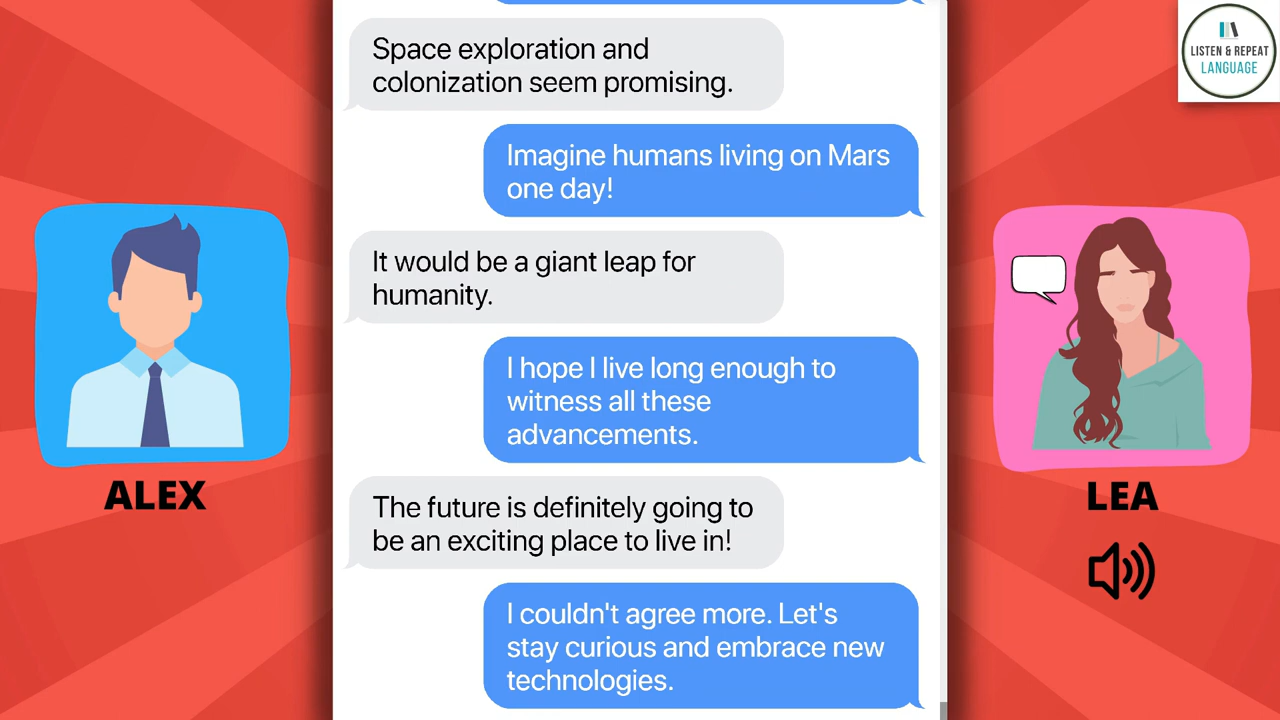 LISTEN & REPEAT
LANGUAGE
Space exploration and
colonization seem promising.
Imagine humans living on Mars
one day!
It would be a giant leap for
humanity.
I hope I live long enough to
witness all these
advancements.
The future is definitely going to
be an exciting place to live in!
I couldn't agree more. Let's
stay curious and embrace new
technologies.
ALEX
LEA